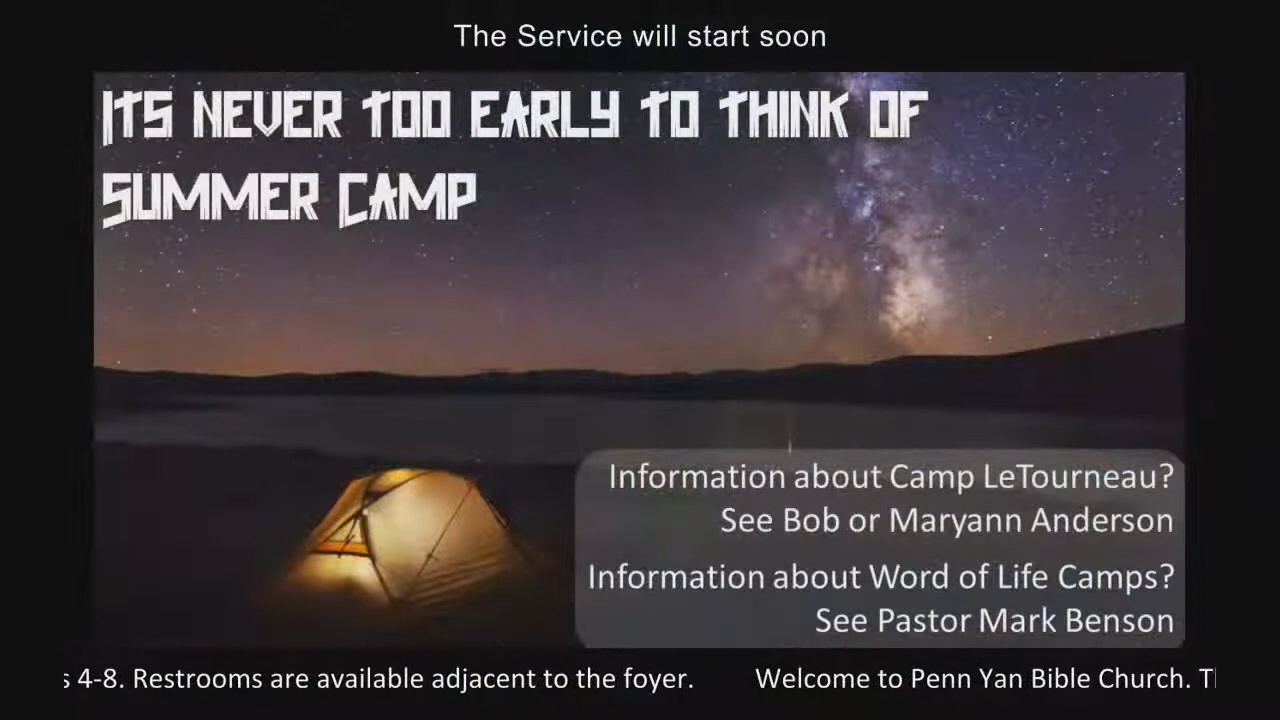 The Service will start soon
Its never too early to think of
Summer Camp
Information about Camp LeTourneau?
See Bob or Maryann Anderson
Information about Word of Life Camps?
See Pastor Mark Benson
s 4-8. Restrooms are available adjacent to the foyer. Welcome to Penn Yan Bible Church. T